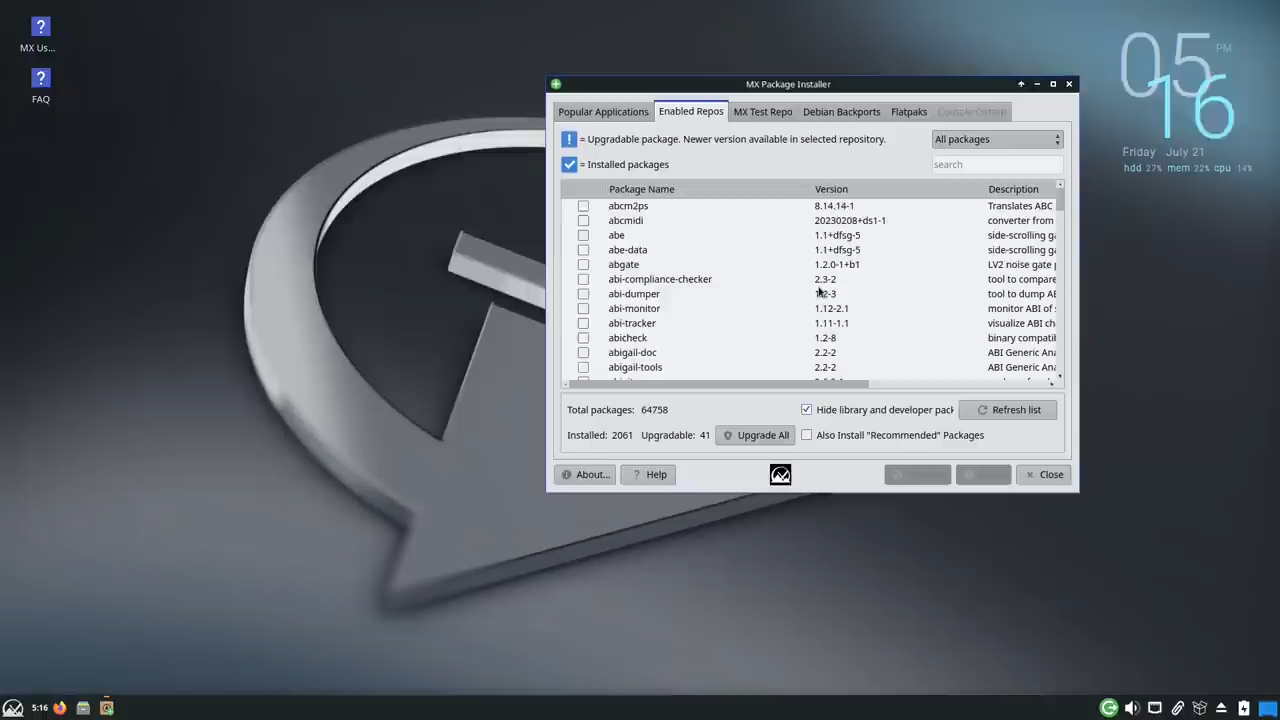 MX Us...
FAQ
05 PM
16
Friday July 21
hdd 27% mem 22% cpu 14%
MX Package Installer
Popular Applications Enabled Repos MX Test Repo Debian Backports Flatpaks Console Output
! = Upgradable package. Newer version available in selected repository. All packages
= Installed packages search
Package Name Version Description
abcm2ps 8.14.14-1 Translates ABC
abcmidi 20230208+ds1-1 converter from
abe 1.1+dfsg-5 side-scrolling ga
abe-data 1.1+dfsg-5 side-scrolling ga
abgate 1.2.0-1+b1 LV2 noise gate p
abi-compliance-checker 2.3-2 tool to compare
abi-dumper 1.2-3 tool to dump AB
abi-monitor 1.12-2.1 monitor ABI of s
abi-tracker 1.11-1.1 visualize ABI ch
abicheck 1.2-8 binary compatib
abigail-doc 2.2-2 ABI Generic Ana
abigail-tools 2.2-2 ABI Generic Ana
Total packages: 64758 Hide library and developer pack Refresh list
Installed: 2061 Upgradable: 41 Upgrade All Also Install "Recommended" Packages
About... ? Help Close
5:16